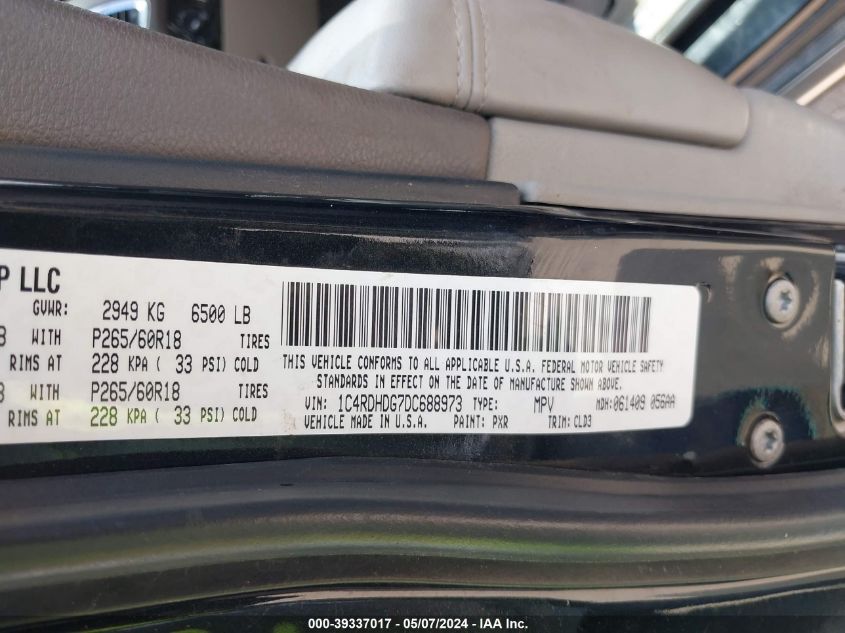 P LLC
GVWR: 2949 KG 6500 LB
WITH P265/60R18 TIRES
RIMS AT 228 KPA ( 33 PSI) COLD
WITH P265/60R18 TIRES
RIMS AT 228 KPA ( 33 PSI) COLD
THIS VEHICLE CONFORMS TO ALL APPLICABLE U.S.A. FEDERAL MOTOR VEHICLE SAFETY
STANDARDS IN EFFECT ON THE DATE OF MANUFACTURE SHOWN ABOVE.
VIN: 1C4RDHDG7DC688973 TYPE: MPV MDH:061409 056AA
VEHICLE MADE IN U.S.A. PAINT: PXR TRIM: CLD3
000-39337017 - 05/07/2024 - IAA Inc.